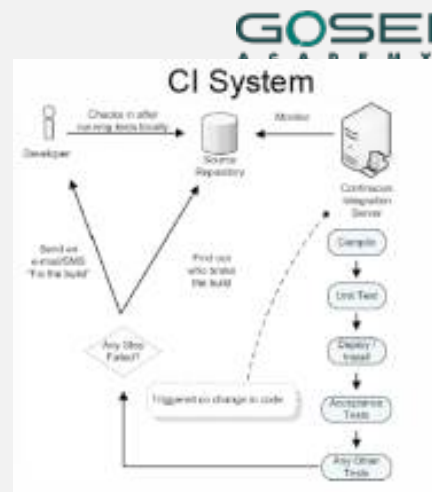 GOSE
ACADEMY
CI System
Checks in after
running tests locally
Monitor
Developer
Source
Repository
Continuous
Integration
Server
Compile
Send an
e-mail/SMS
"Fix the build"
Find out
who broke
the build
Unit Test
Any Step
Failed?
Deploy /
Install
Triggered on change in code
Acceptance
Tests
Any Other
Tests